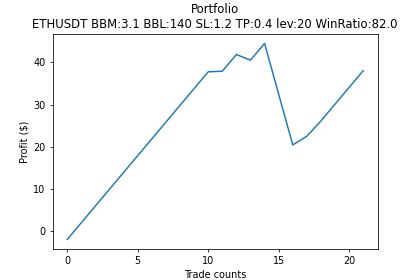 Portfolio
ETHUSDT BBM:3.1 BBL:140 SL:1.2 TP:0.4 lev:20 WinRatio:82.0
Profit ($)
40
30
20
10
0
0 5 10 15 20
Trade counts